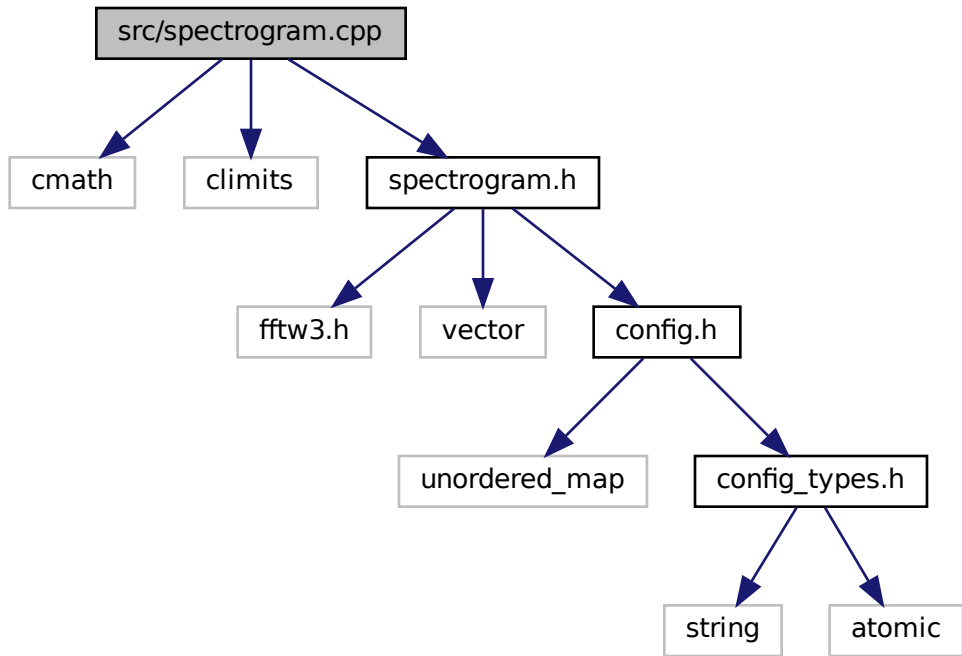 src/spectrogram.cpp
cmath
climits
spectrogram.h
fftw3.h
vector
config.h
unordered_map
config_types.h
string
atomic